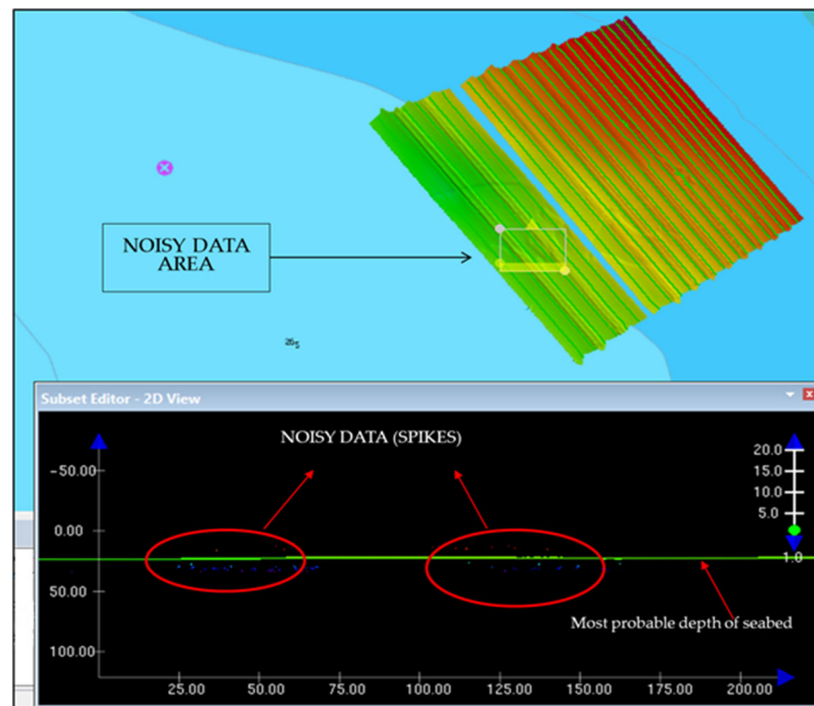 NOISY DATA
AREA
26₅
Subset Editor - 2D View
NOISY DATA (SPIKES)
-50.00
0.00
50.00
100.00
20.0
15.0
10.0
5.0
1.0
Most probable depth of seabed
25.00 50.00 75.00 100.00 125.00 150.00 175.00 200.00